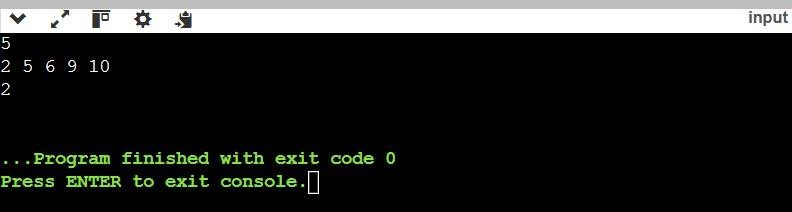 input
5
2 5 6 9 10
2
...Program finished with exit code 0
Press ENTER to exit console.